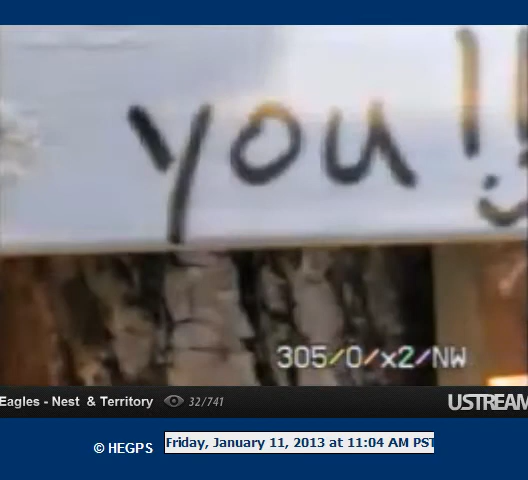 you!!
305/0/x2/NW
Eagles - Nest & Territory 32/741 USTREAM
© HEGPS Friday, January 11, 2013 at 11:04 AM PST